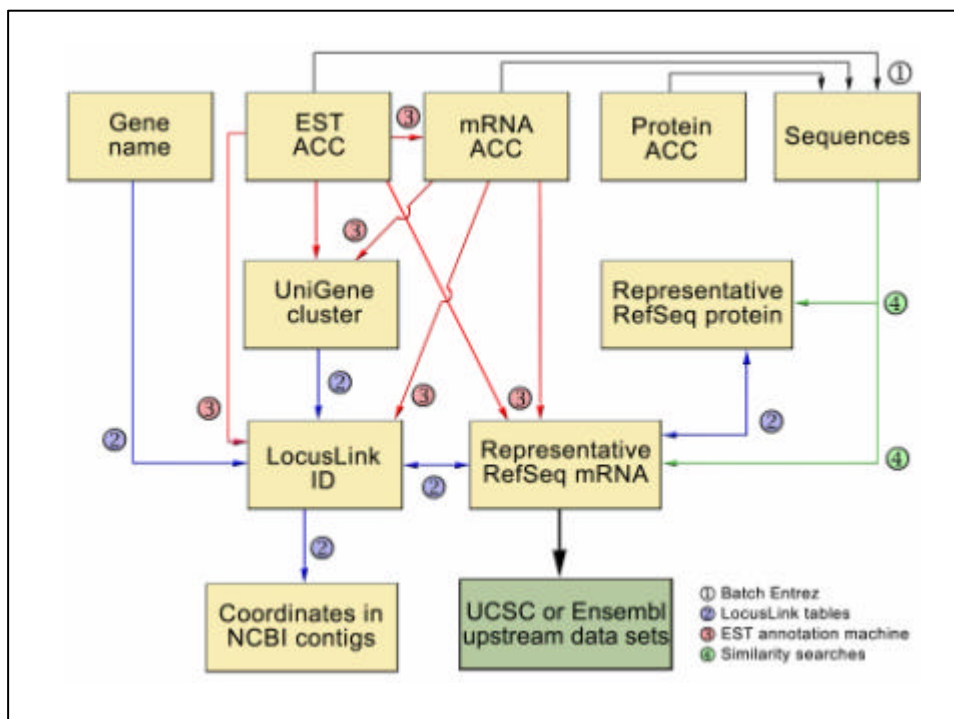 ①
Gene
name
EST
ACC
③
mRNA
ACC
Protein
ACC
Sequences
③
UniGene
cluster
Representative
RefSeq protein
④
②
③
③
③
②
②
LocusLink
ID
②
Representative
RefSeq mRNA
④
②
Coordinates in
NCBI contigs
UCSC or Ensembl
upstream data sets
① Batch Entrez
② LocusLink tables
③ EST annotation machine
④ Similarity searches